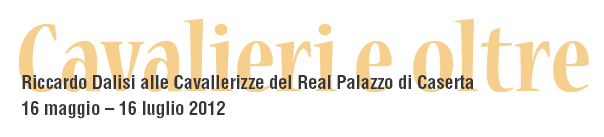 Cavalieri e oltre
Riccardo Dalisi alle Cavallerizze del Real Palazzo di Caserta
16 maggio – 16 luglio 2012